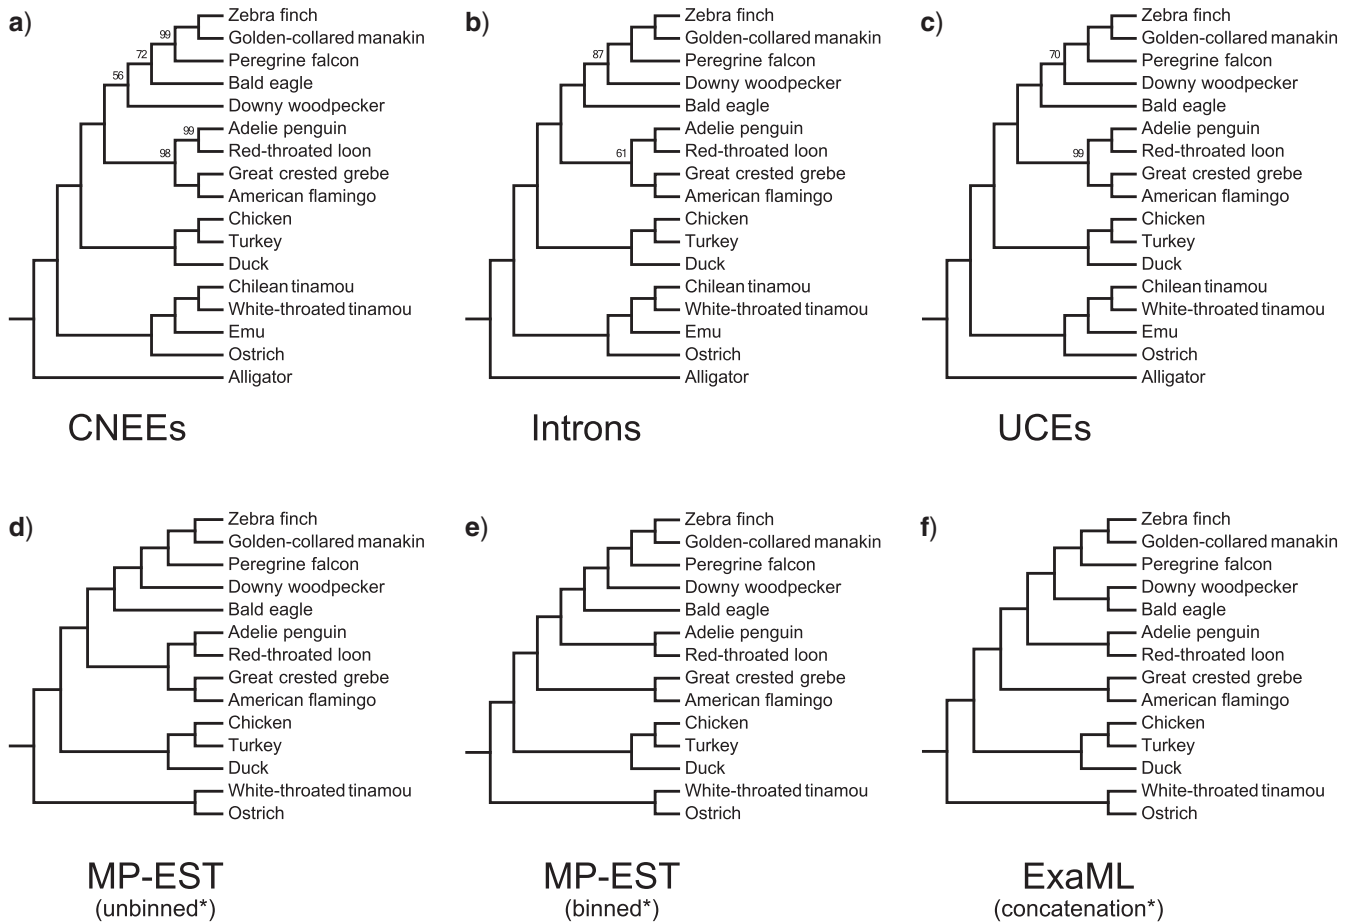 a)
Zebra finch
Golden-collared manakin
Peregrine falcon
Bald eagle
Downy woodpecker
Adelie penguin
Red-throated loon
Great crested grebe
American flamingo
Chicken
Turkey
Duck
Chilean tinamou
White-throated tinamou
Emu
Ostrich
Alligator
99
72
56
99
98
CNEEs
b)
Zebra finch
Golden-collared manakin
Peregrine falcon
Downy woodpecker
Bald eagle
Adelie penguin
Red-throated loon
Great crested grebe
American flamingo
Chicken
Turkey
Duck
Chilean tinamou
White-throated tinamou
Emu
Ostrich
Alligator
87
61
Introns
c)
Zebra finch
Golden-collared manakin
Peregrine falcon
Downy woodpecker
Bald eagle
Adelie penguin
Red-throated loon
Great crested grebe
American flamingo
Chicken
Turkey
Duck
Chilean tinamou
White-throated tinamou
Emu
Ostrich
Alligator
70
99
UCEs
d)
Zebra finch
Golden-collared manakin
Peregrine falcon
Downy woodpecker
Bald eagle
Adelie penguin
Red-throated loon
Great crested grebe
American flamingo
Chicken
Turkey
Duck
White-throated tinamou
Ostrich
MP-EST
(unbinned*)
e)
Zebra finch
Golden-collared manakin
Peregrine falcon
Downy woodpecker
Bald eagle
Adelie penguin
Red-throated loon
Great crested grebe
American flamingo
Chicken
Turkey
Duck
White-throated tinamou
Ostrich
MP-EST
(binned*)
f)
Zebra finch
Golden-collared manakin
Peregrine falcon
Downy woodpecker
Bald eagle
Adelie penguin
Red-throated loon
Great crested grebe
American flamingo
Chicken
Turkey
Duck
White-throated tinamou
Ostrich
ExaML
(concatenation*)